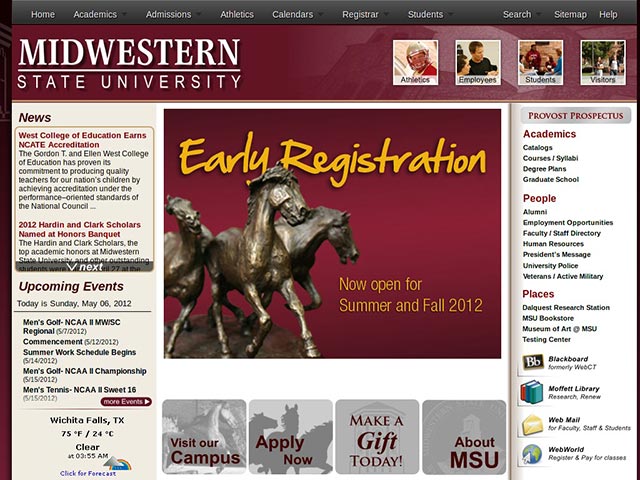 Home Academics Admissions Athletics Calendars Registrar Students Search Sitemap Help
MIDWESTERN
STATE UNIVERSITY
Athletics Employees Students Visitors
News
West College of Education Earns
NCATE Accreditation
The Gordon T. and Ellen West College
of Education has proven its
commitment to producing quality
teachers for our nation's children by
achieving accreditation under the
performance–oriented standards of
the National Council ...
2012 Hardin and Clark Scholars
Named at Honors Banquet
The Hardin and Clark Scholars, the
top academic honors at Midwestern
State University, and other outstanding
students were 27 at the
next
Upcoming Events
Today is Sunday, May 06, 2012
Men's Golf- NCAA II MW/SC
Regional (5/7/2012)
Commencement (5/12/2012)
Summer Work Schedule Begins
(5/14/2012)
Men's Golf- NCAA II Championship
(5/15/2012)
Men's Tennis- NCAA II Sweet 16
(5/15/2012)
more Events
Wichita Falls, TX
75 °F / 24 °C
Clear
at 03:55 AM
Click for Forecast
Early Registration
Now open for
Summer and Fall 2012
Visit our
Campus
Apply
Now
MAKE A
Gift
TODAY!
About
MSU
PROVOST PROSPECTUS
Academics
Catalogs
Courses / Syllabi
Degree Plans
Graduate School
People
Alumni
Employment Opportunities
Faculty / Staff Directory
Human Resources
President's Message
University Police
Veterans / Active Military
Places
Dalquest Research Station
MSU Bookstore
Museum of Art @ MSU
Testing Center
Bb
Blackboard
formerly WebCT
Moffett Library
Research, Renew
Web Mail
for Faculty, Staff & Students
WebWorld
Register & Pay for classes